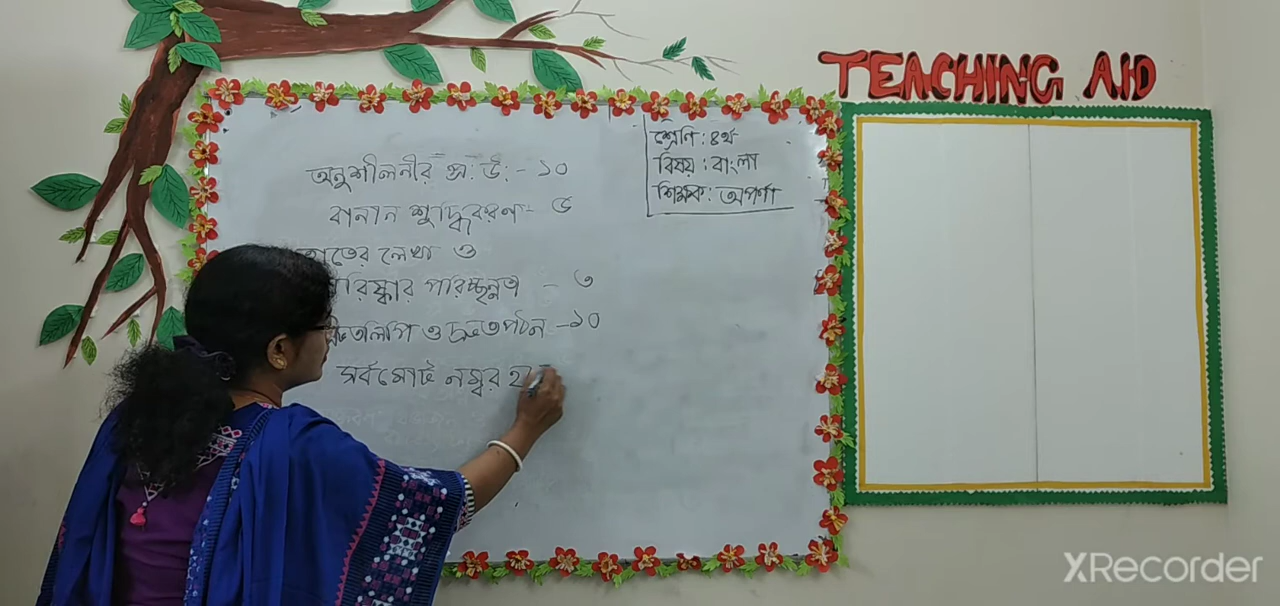 অনুশীলনীর প্র: উ: - ১০
বানান শুদ্ধিকরণ - ৫
হাতের লেখা ও
পরিষ্কার পরিচ্ছন্নতা - ৩
শ্রুতলিপি ও দ্রুতপঠন - ১০
সর্বমোট নম্বর
শ্রেণি : ৪র্থ
বিষয় : বাংলা
শিক্ষক : অপর্ণা
TEACHING AID
XRecorder